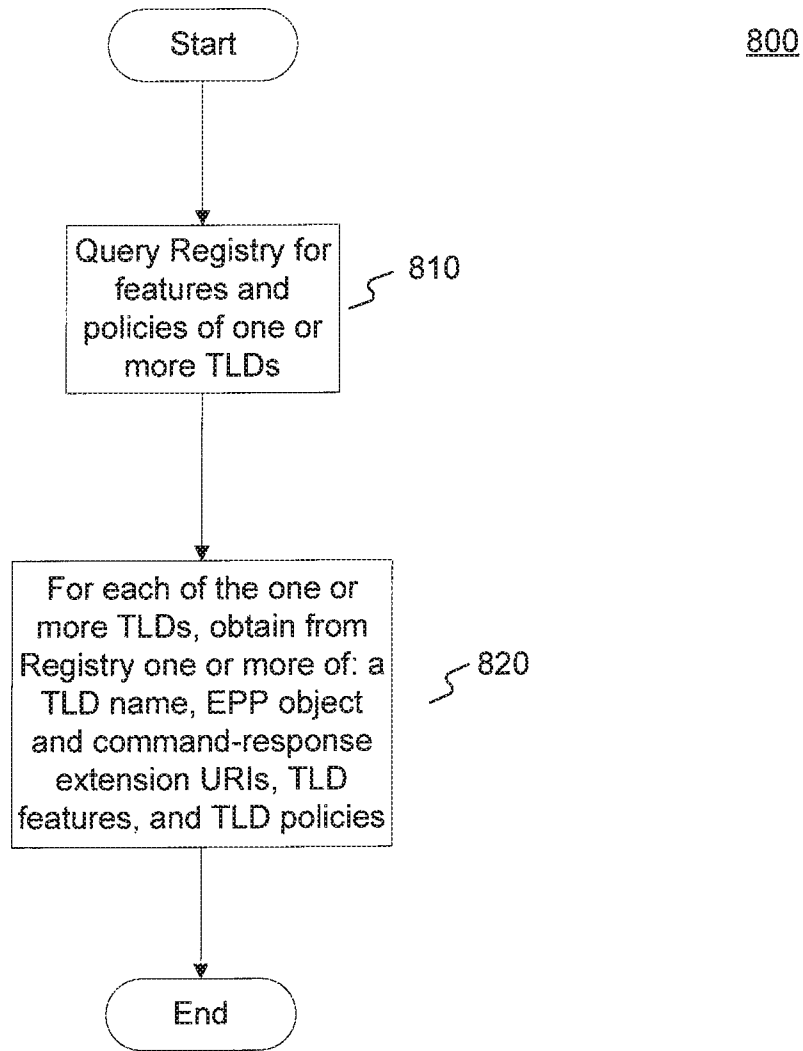 Start
800
Query Registry for
features and
policies of one or
more TLDs
810
For each of the one or
more TLDs, obtain from
Registry one or more of: a
TLD name, EPP object
and command-response
extension URIs, TLD
features, and TLD policies
820
End